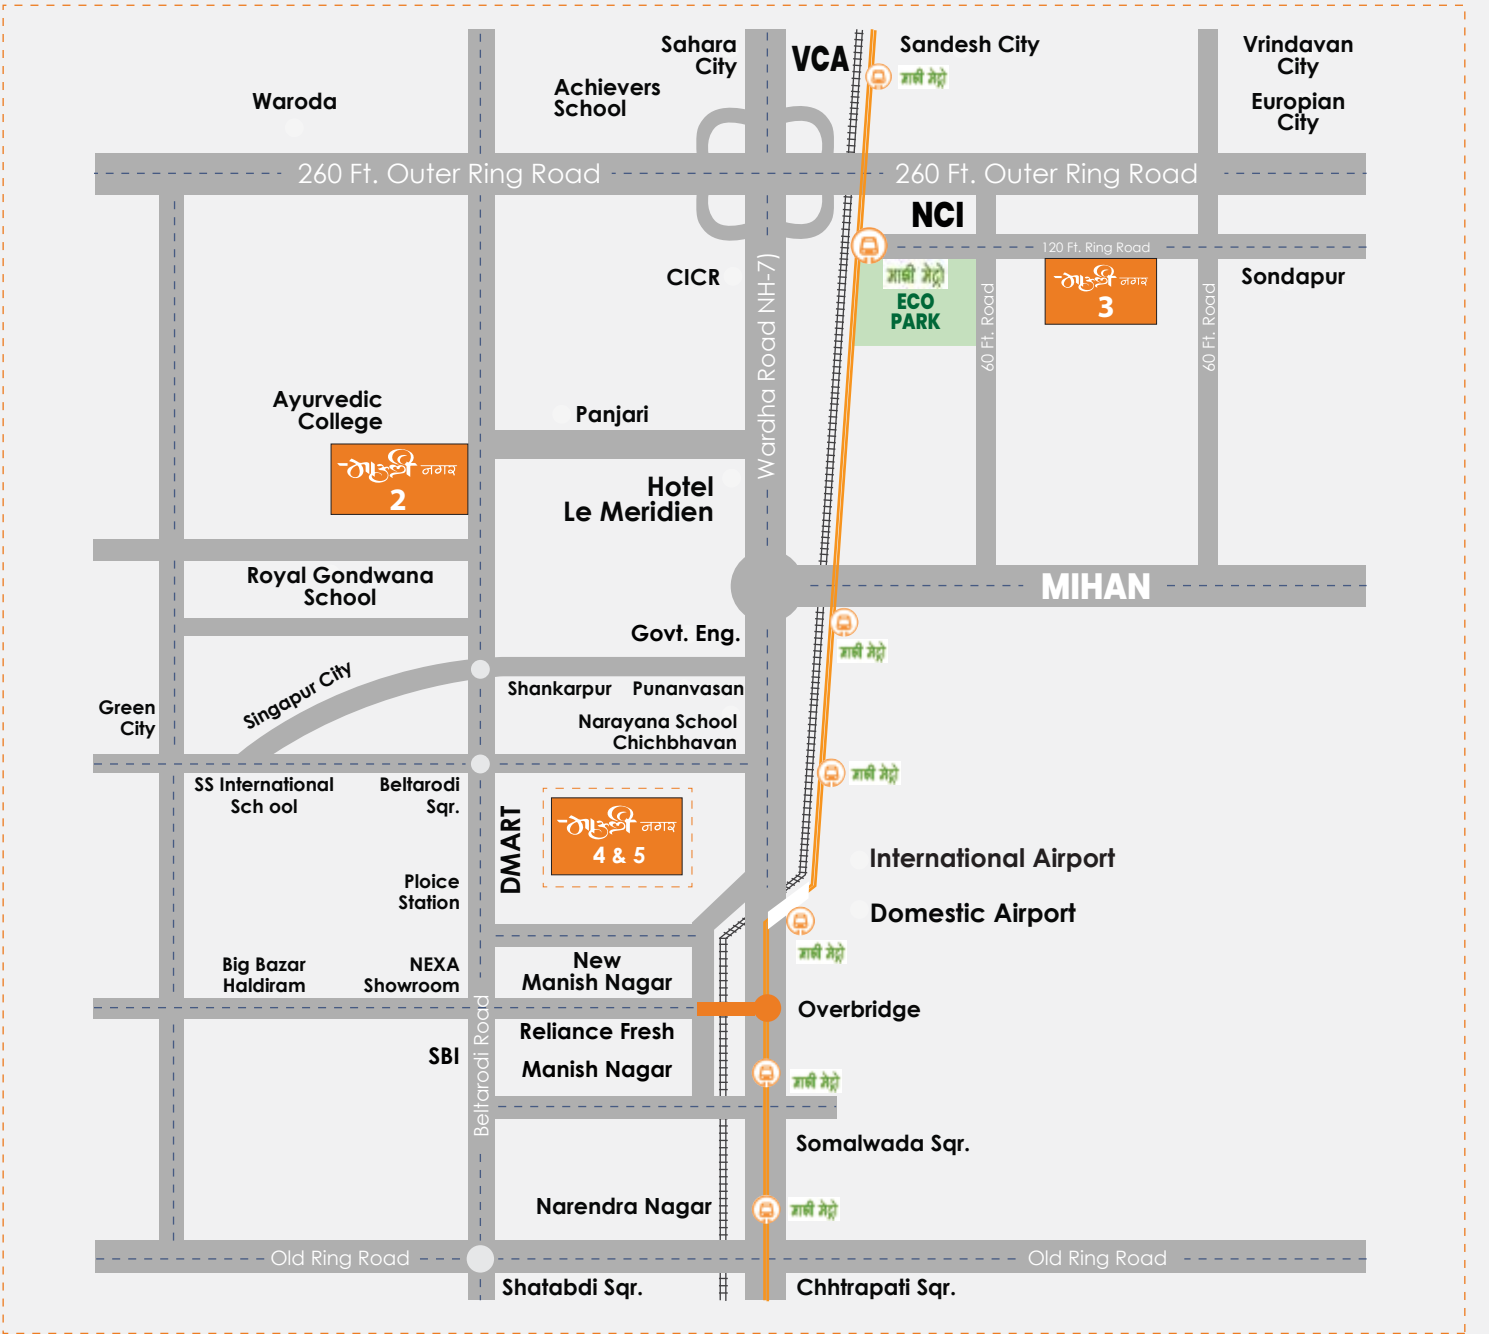 Sahara
City
VCA
Sandesh City
Vrindavan
City
माझी मेट्रो
Achievers
School
Waroda
Europian
City
260 Ft. Outer Ring Road
260 Ft. Outer Ring Road
NCI
120 Ft. Ring Road
माझी मेट्रो
CICR
Wardha Road NH-7)
ECO
PARK
60 Ft. Road
माऊली नगर
3
60 Ft. Road
Sondapur
Ayurvedic
College
Panjari
माऊली नगर
2
Hotel
Le Meridien
Royal Gondwana
School
MIHAN
Govt. Eng.
माझी मेट्रो
Singapur City
Shankarpur
Punanvasan
Green
City
Narayana School
Chichbhavan
माझी मेट्रो
SS International
Sch ool
Beltarodi
Sqr.
DMART
माऊली नगर
4 & 5
International Airport
Ploice
Station
Domestic Airport
माझी मेट्रो
Big Bazar
Haldiram
NEXA
Showroom
New
Manish Nagar
Overbridge
Reliance Fresh
SBI
Beltarodi Road
Manish Nagar
माझी मेट्रो
Somalwada Sqr.
Narendra Nagar
माझी मेट्रो
Old Ring Road
Old Ring Road
Shatabdi Sqr.
Chhtrapati Sqr.